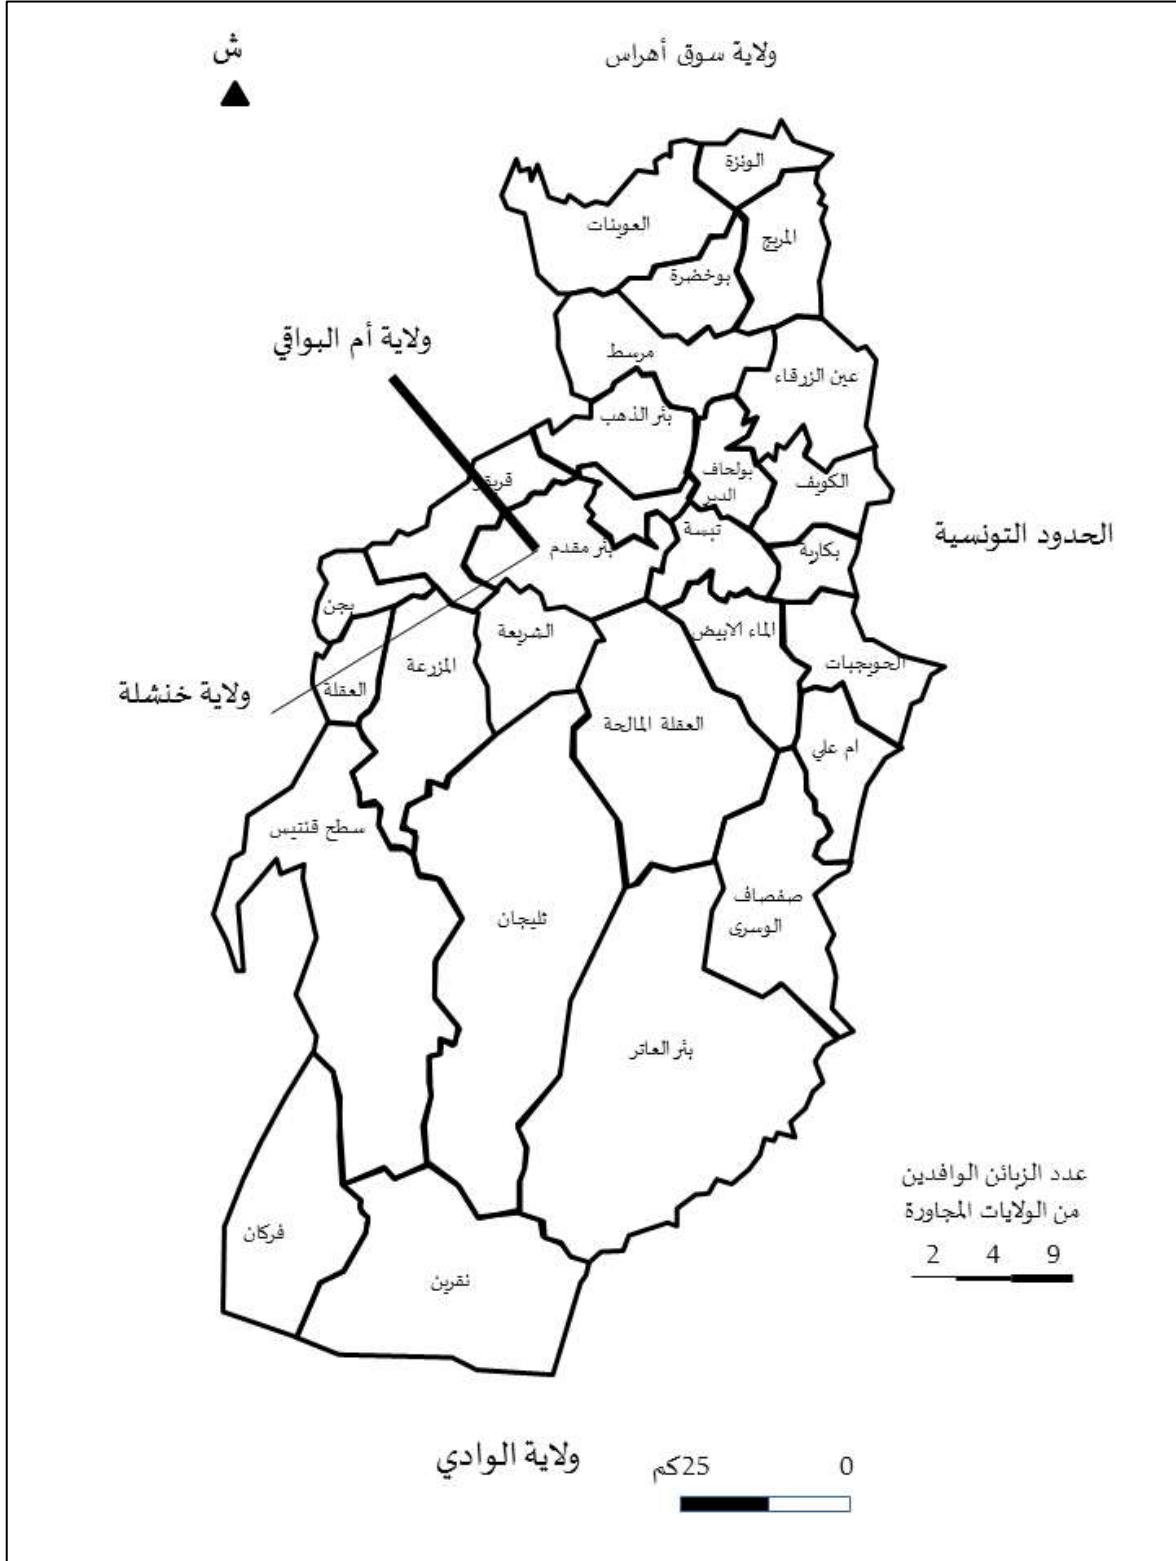 ش
ولاية سوق أهراس
الونزة
العوينات
المريج
بوخضرة
ولاية أم البواقي
مرسط
عين الزرقاء
بئر الذهب
بولحاف
الدير
الكويف
قريقر
تبسة
الحدود التونسية
بئر مقدم
بكارية
بجن
الشريعة
الماء الابيض
المزرعة
الحويجبات
العقلة
ولاية خنشلة
العقلة المالحة
ام علي
سطح قنتيس
صفصاف
الوسرى
ثليجان
بئر العاتر
عدد الزبائن الوافدين
من الولايات المجاورة
2 4 9
فركان
نقرين
ولاية الوادي
25كم 0